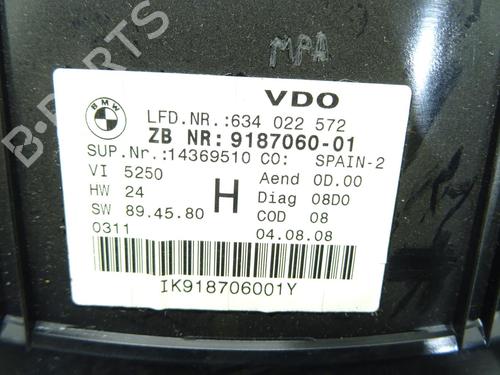 B-PARTS
MPA
VDO
BMW
LFD.NR.:634 022 572
ZB NR:9187060-01
SUP.Nr.:14369510 CO: SPAIN-2
VI 5250 Aend 0D.00
HW 24 H Diag 08D0
SW 89.45.80 COD 08
0311 04.08.08
IK918706001Y